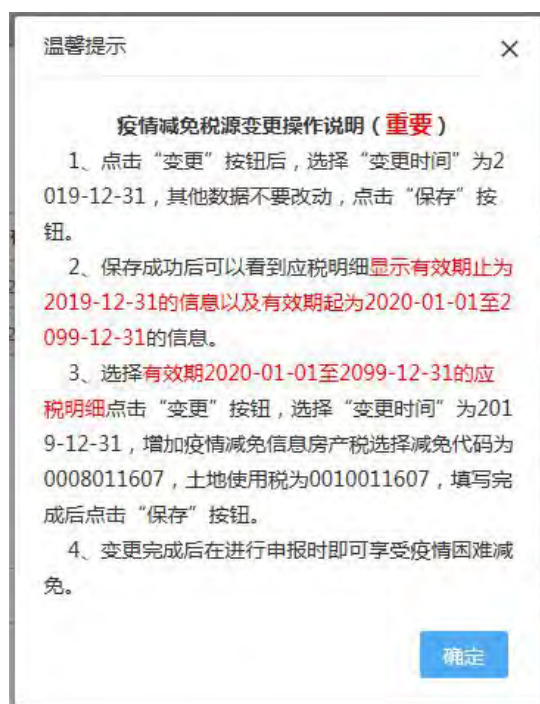 温馨提示
疫情减免税源变更操作说明（重要）
1、点击“变更”按钮后，选择“变更时间”为2
019-12-31，其他数据不要改动，点击“保存”按
钮。
2、保存成功后可以看到应税明细显示有效期止为
2019-12-31的信息以及有效期起为2020-01-01至2
099-12-31的信息。
3、选择有效期2020-01-01至2099-12-31的应
税明细点击“变更”按钮，选择“变更时间”为201
9-12-31，增加疫情减免信息房产税选择减免代码为
0008011607，土地使用税为0010011607，填写完
成后点击“保存”按钮。
4、变更完成后在进行申报时即可享受疫情困难减
免。
确定